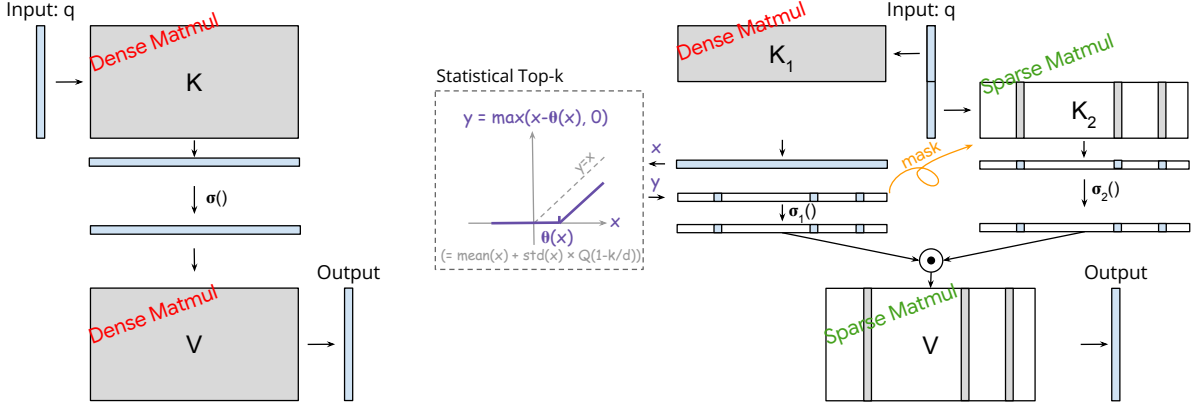 Input: q
Dense Matmul
K
σ()
Dense Matmul
V
Output
Statistical Top-k
y = max(x-θ(x), 0)
y=x
x
θ(x)
(= mean(x) + std(x) × Q(1-k/d))
x
y
Dense Matmul
K1
Input: q
Sparse Matmul
K2
mask
σ1()
σ2()
Sparse Matmul
V
Output